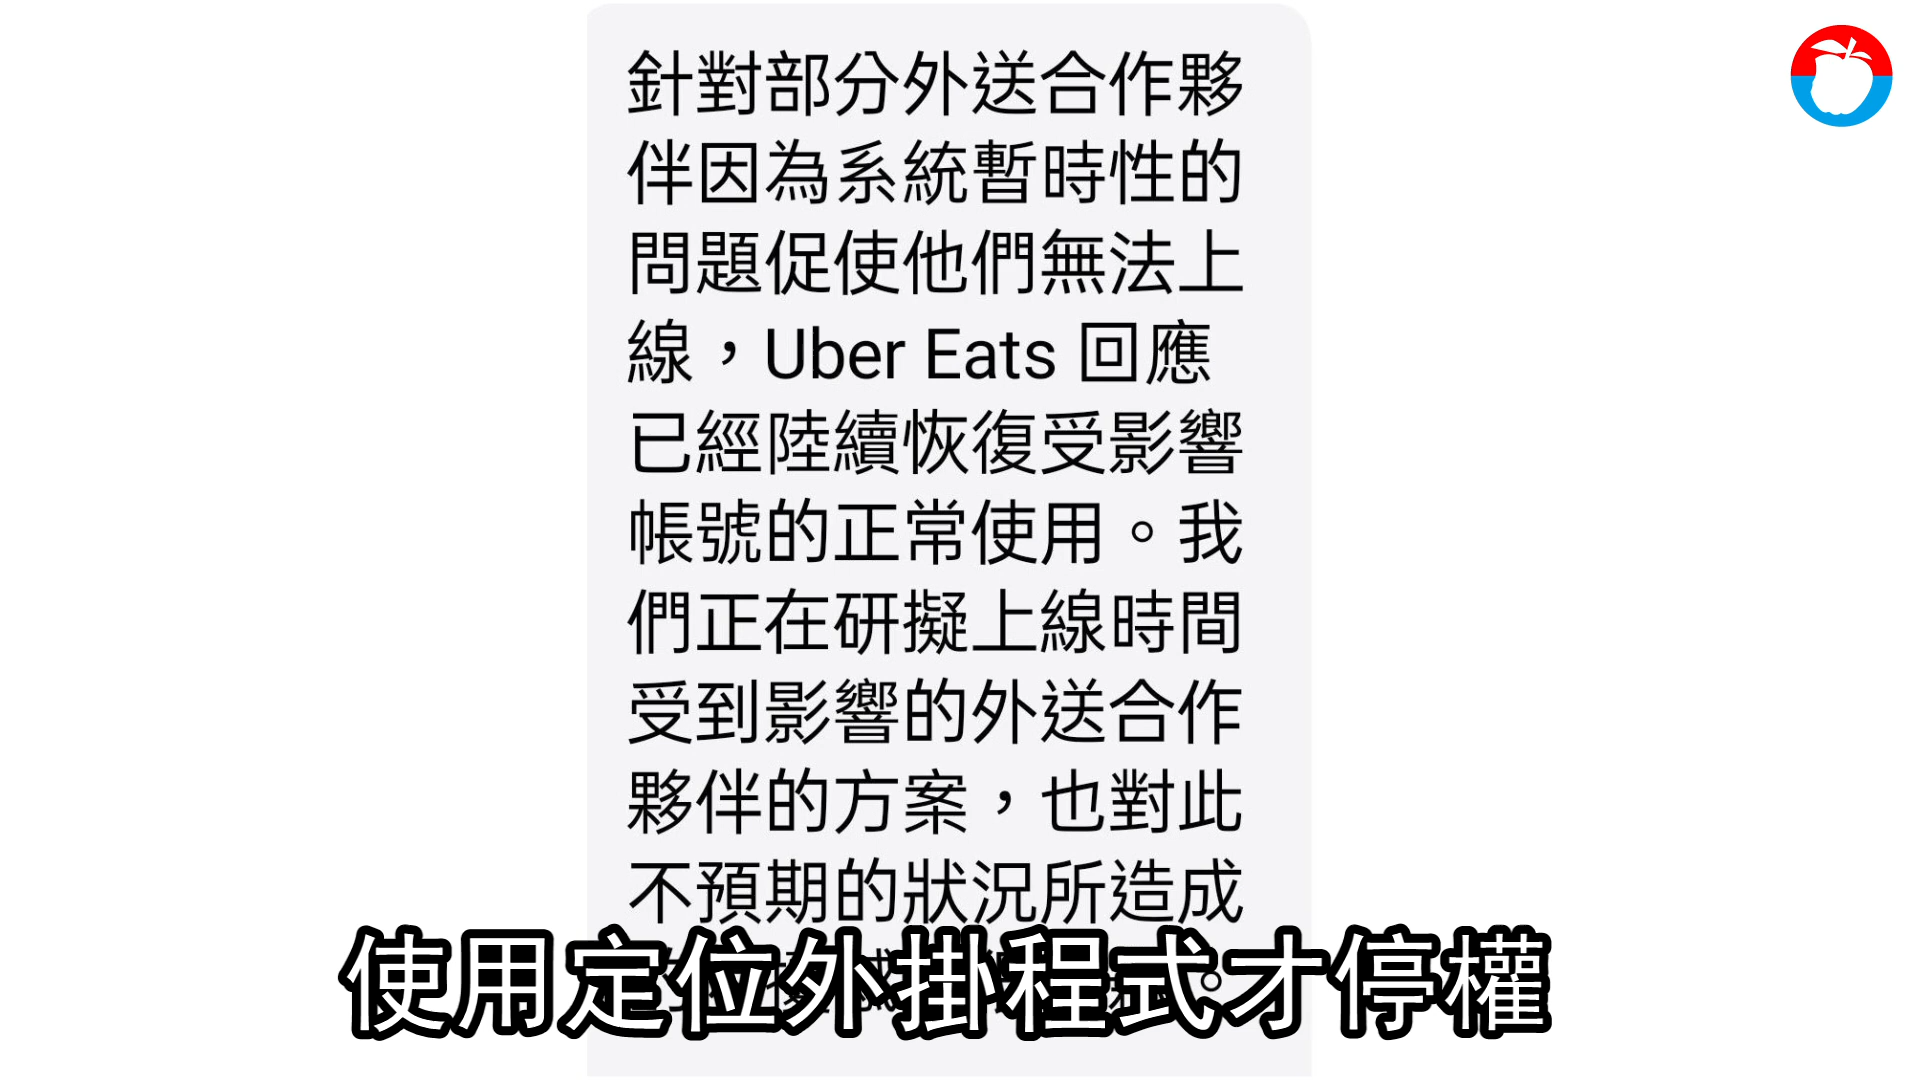 針對部分外送合作夥
伴因為系統暫時性的
問題促使他們無法上
線，Uber Eats 回應
已經陸續恢復受影響
帳號的正常使用。我
們正在研擬上線時間
受到影響的外送合作
夥伴的方案，也對此
不預期的狀況所造成
使用定位外掛程式才停權